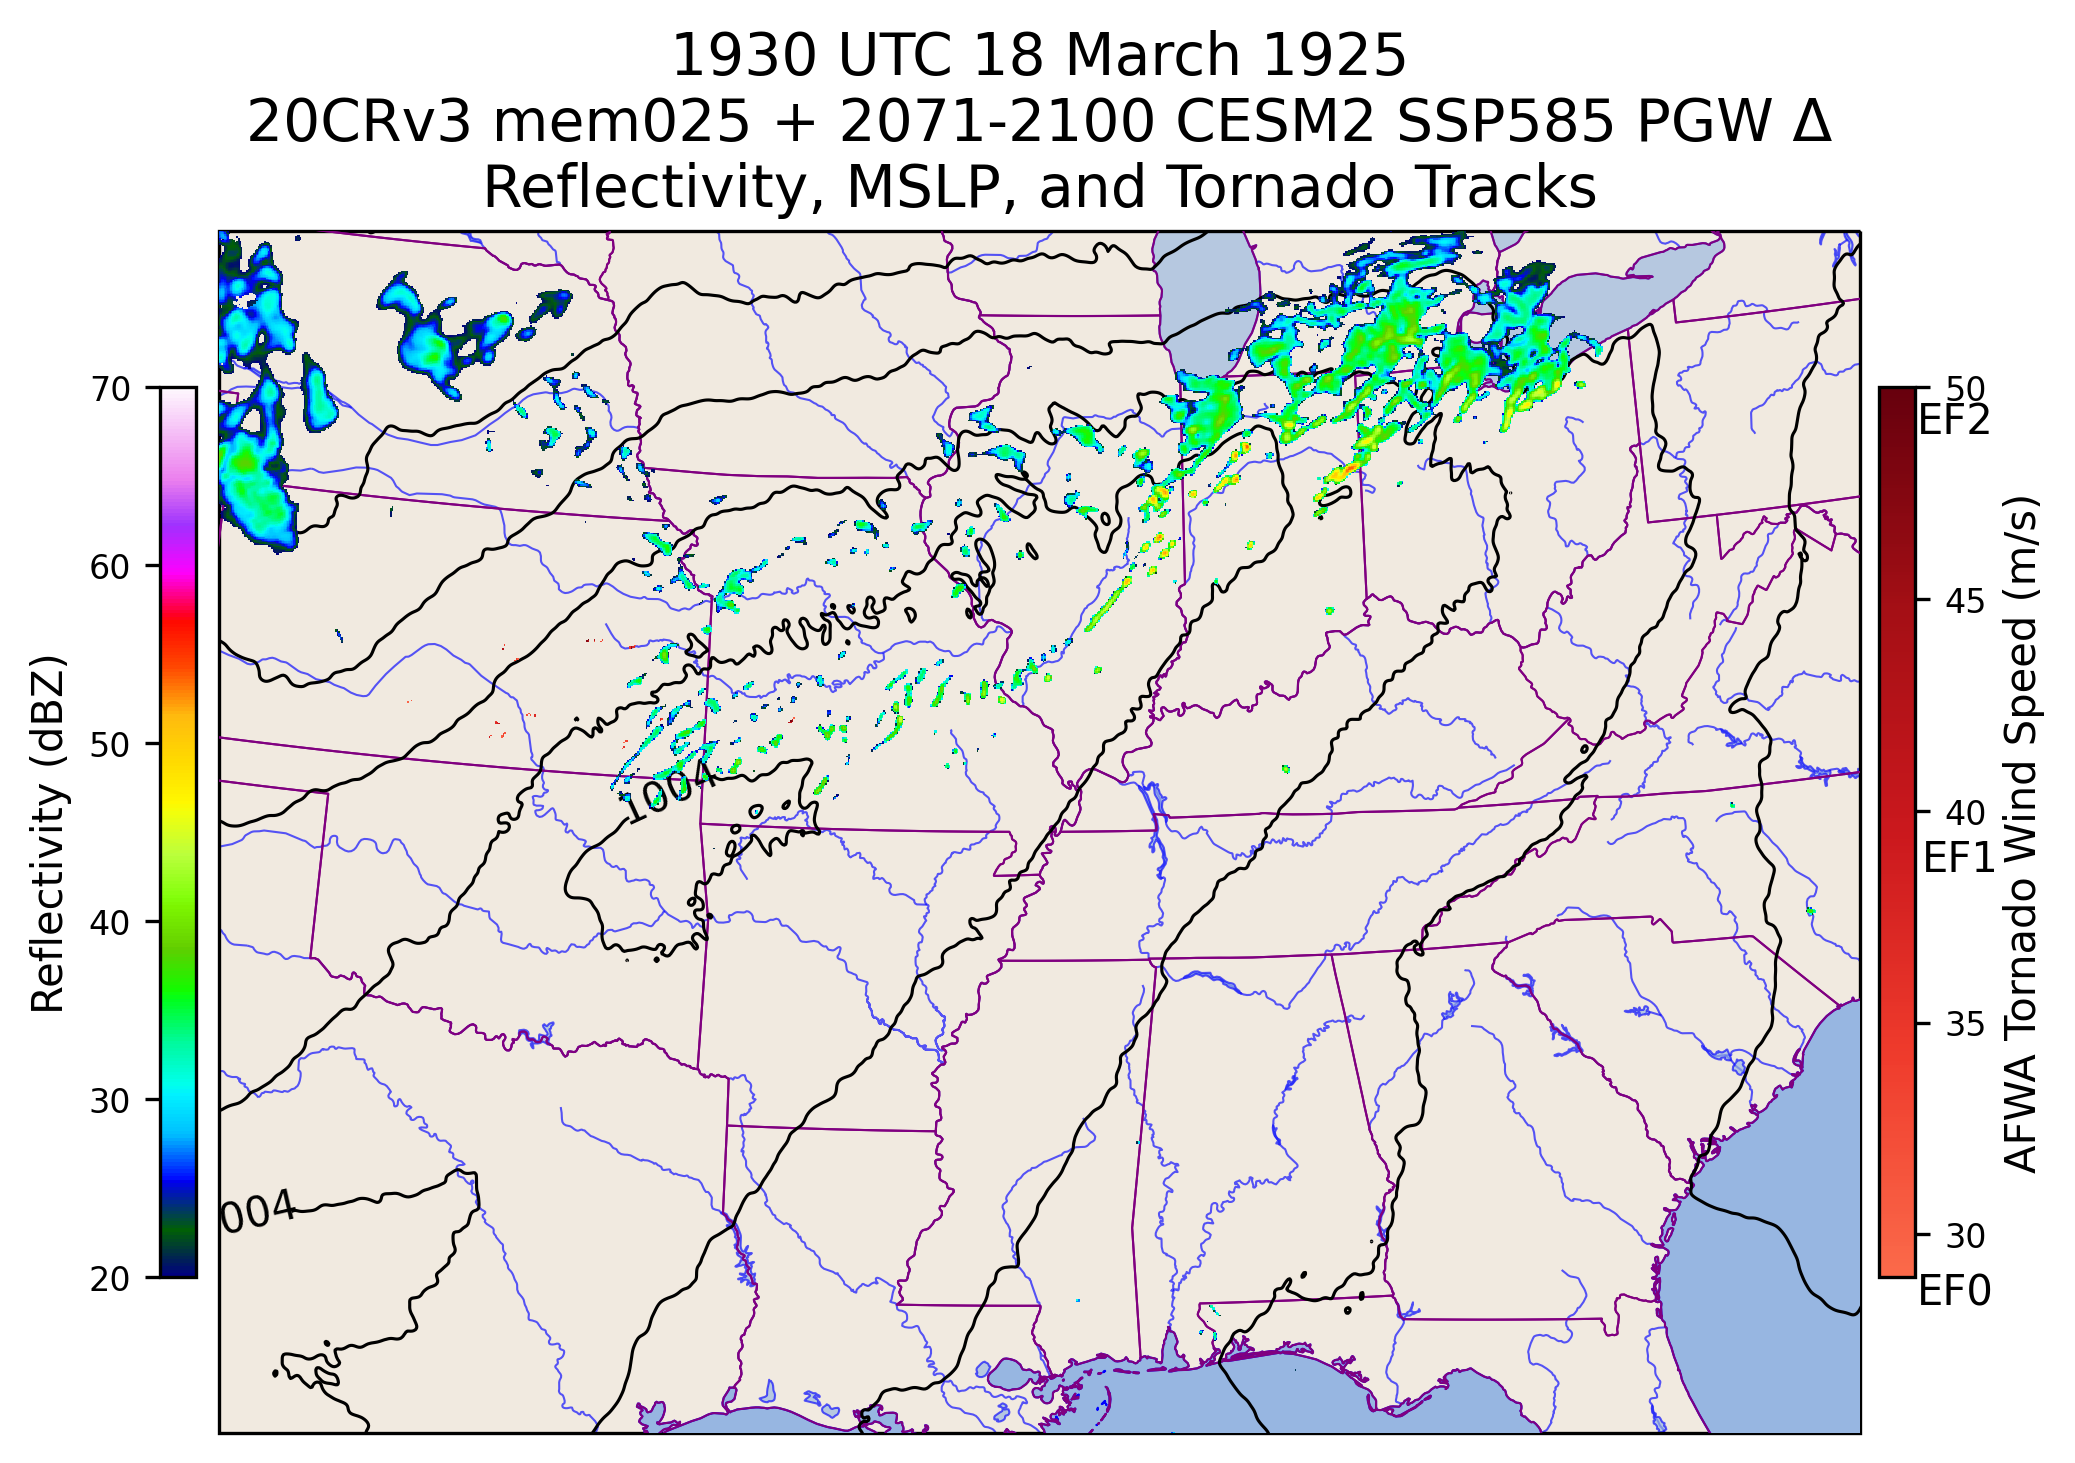 1930 UTC 18 March 1925
20CRv3 mem025 + 2071-2100 CESM2 SSP585 PGW Δ
Reflectivity, MSLP, and Tornado Tracks
Reflectivity (dBZ)
70
60
50
40
30
20
1004
004
50
EF2
45
40
EF1
35
30
EF0
AFWA Tornado Wind Speed (m/s)